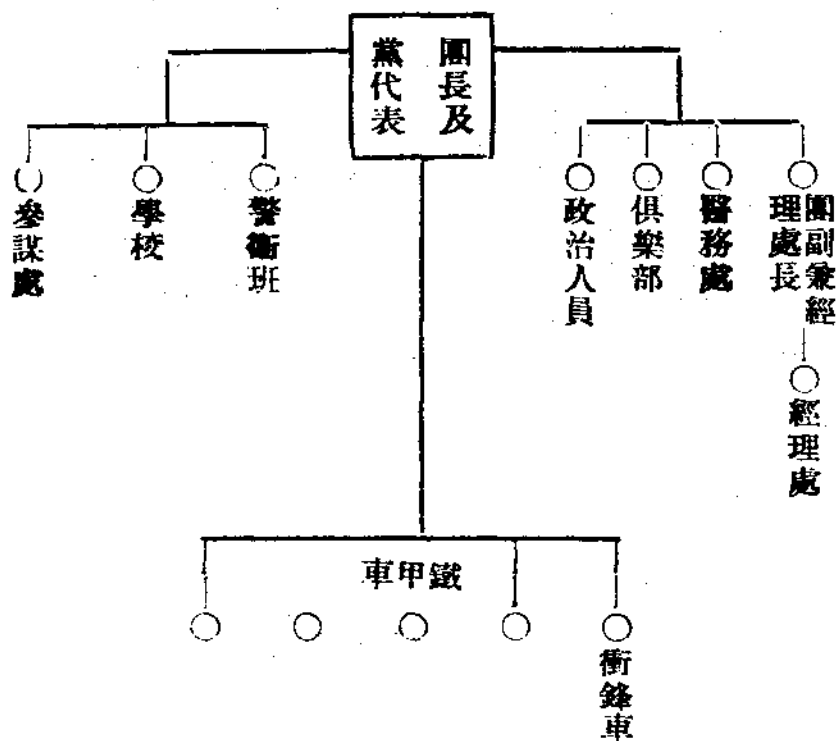 團長及
黨代表
團副兼經
理處長
經理處
醫務處
俱樂部
政治人員
警衞班
學校
參謀處
鐵甲車
衝鋒車